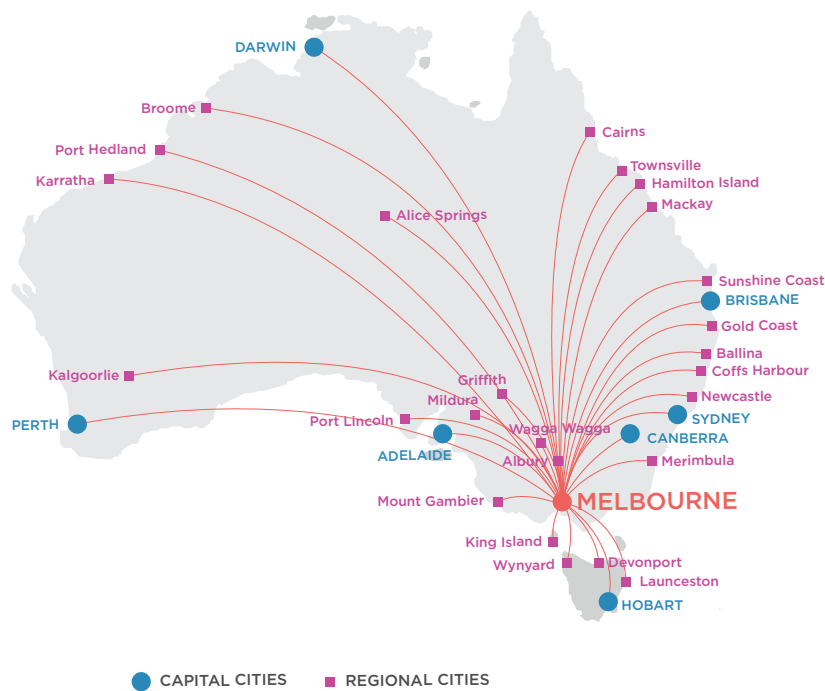 DARWIN
Broome
Cairns
Port Hedland
Townsville
Karratha
Hamilton Island
Mackay
Alice Springs
Sunshine Coast
BRISBANE
Gold Coast
Ballina
Coffs Harbour
Kalgoorlie
Griffith
Mildura
Newcastle
PERTH
Port Lincoln
Wagga Wagga
SYDNEY
CANBERRA
ADELAIDE
Albury
Merimbula
Mount Gambier
MELBOURNE
King Island
Wynyard
Devonport
Launceston
HOBART
CAPITAL CITIES
REGIONAL CITIES